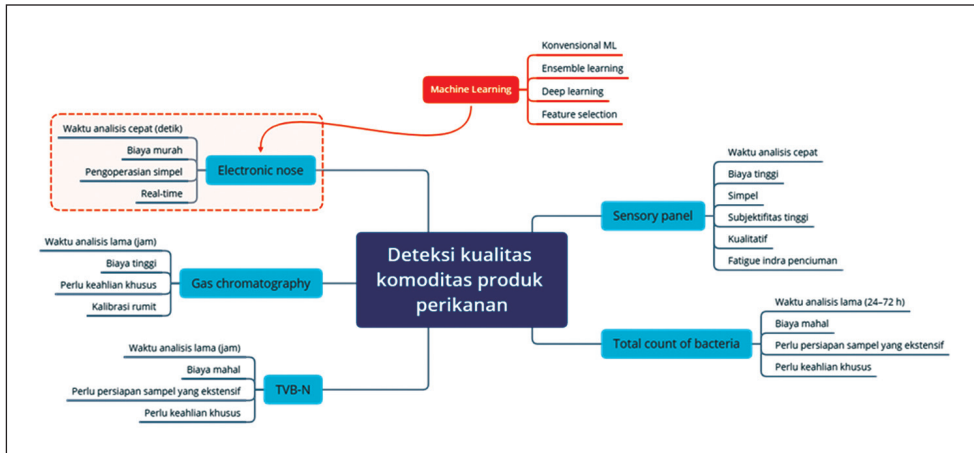 Konvensional ML
Ensemble learning
Machine Learning
Deep learning
Feature selection
Waktu analisis cepat (detik)
Biaya murah
Electronic nose
Pengoperasian simpel
Real-time
Waktu analisis cepat
Biaya tinggi
Simpel
Sensory panel
Subjektifitas tinggi
Kualitatif
Fatigue indra penciuman
Deteksi kualitas
komoditas produk
perikanan
Waktu analisis lama (jam)
Biaya tinggi
Gas chromatography
Perlu keahlian khusus
Kalibrasi rumit
Waktu analisis lama (24–72 h)
Biaya mahal
Total count of bacteria
Perlu persiapan sampel yang ekstensif
Perlu keahlian khusus
Waktu analisis lama (jam)
Biaya mahal
TVB-N
Perlu persiapan sampel yang ekstensif
Perlu keahlian khusus